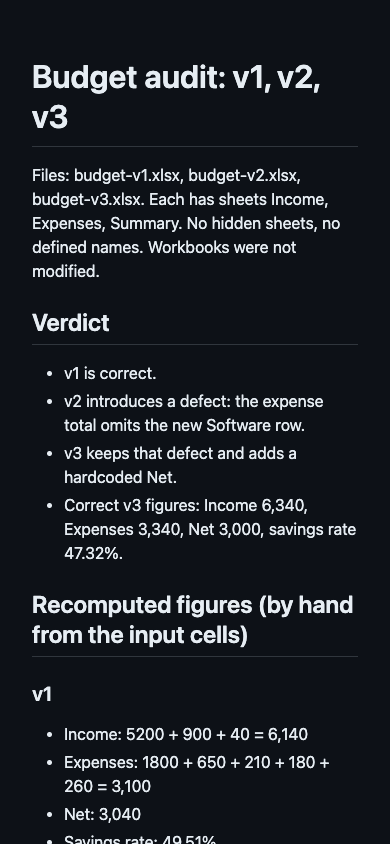 Budget audit: v1, v2,
v3
Files: budget-v1.xlsx, budget-v2.xlsx,
budget-v3.xlsx. Each has sheets Income,
Expenses, Summary. No hidden sheets, no
defined names. Workbooks were not
modified.
Verdict
• v1 is correct.
• v2 introduces a defect: the expense
total omits the new Software row.
• v3 keeps that defect and adds a
hardcoded Net.
• Correct v3 figures: Income 6,340,
Expenses 3,340, Net 3,000, savings rate
47.32%.
Recomputed figures (by hand
from the input cells)
v1
• Income: 5200 + 900 + 40 = 6,140
• Expenses: 1800 + 650 + 210 + 180 +
260 = 3,100
• Net: 3,040
• Savings rate: 49.51%